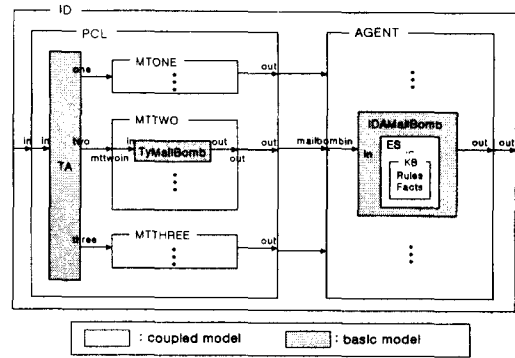 ID
PCL
AGENT
MTONE
one
out
MTTWO
IDAMailBomb
in
in
two
in
out
out
mailbombin
in
ES
out
out
TyMailBomb
KB
TA
mttwoin
out
Rules
Facts
three
MTTHREE
out
: coupled model
: basic model